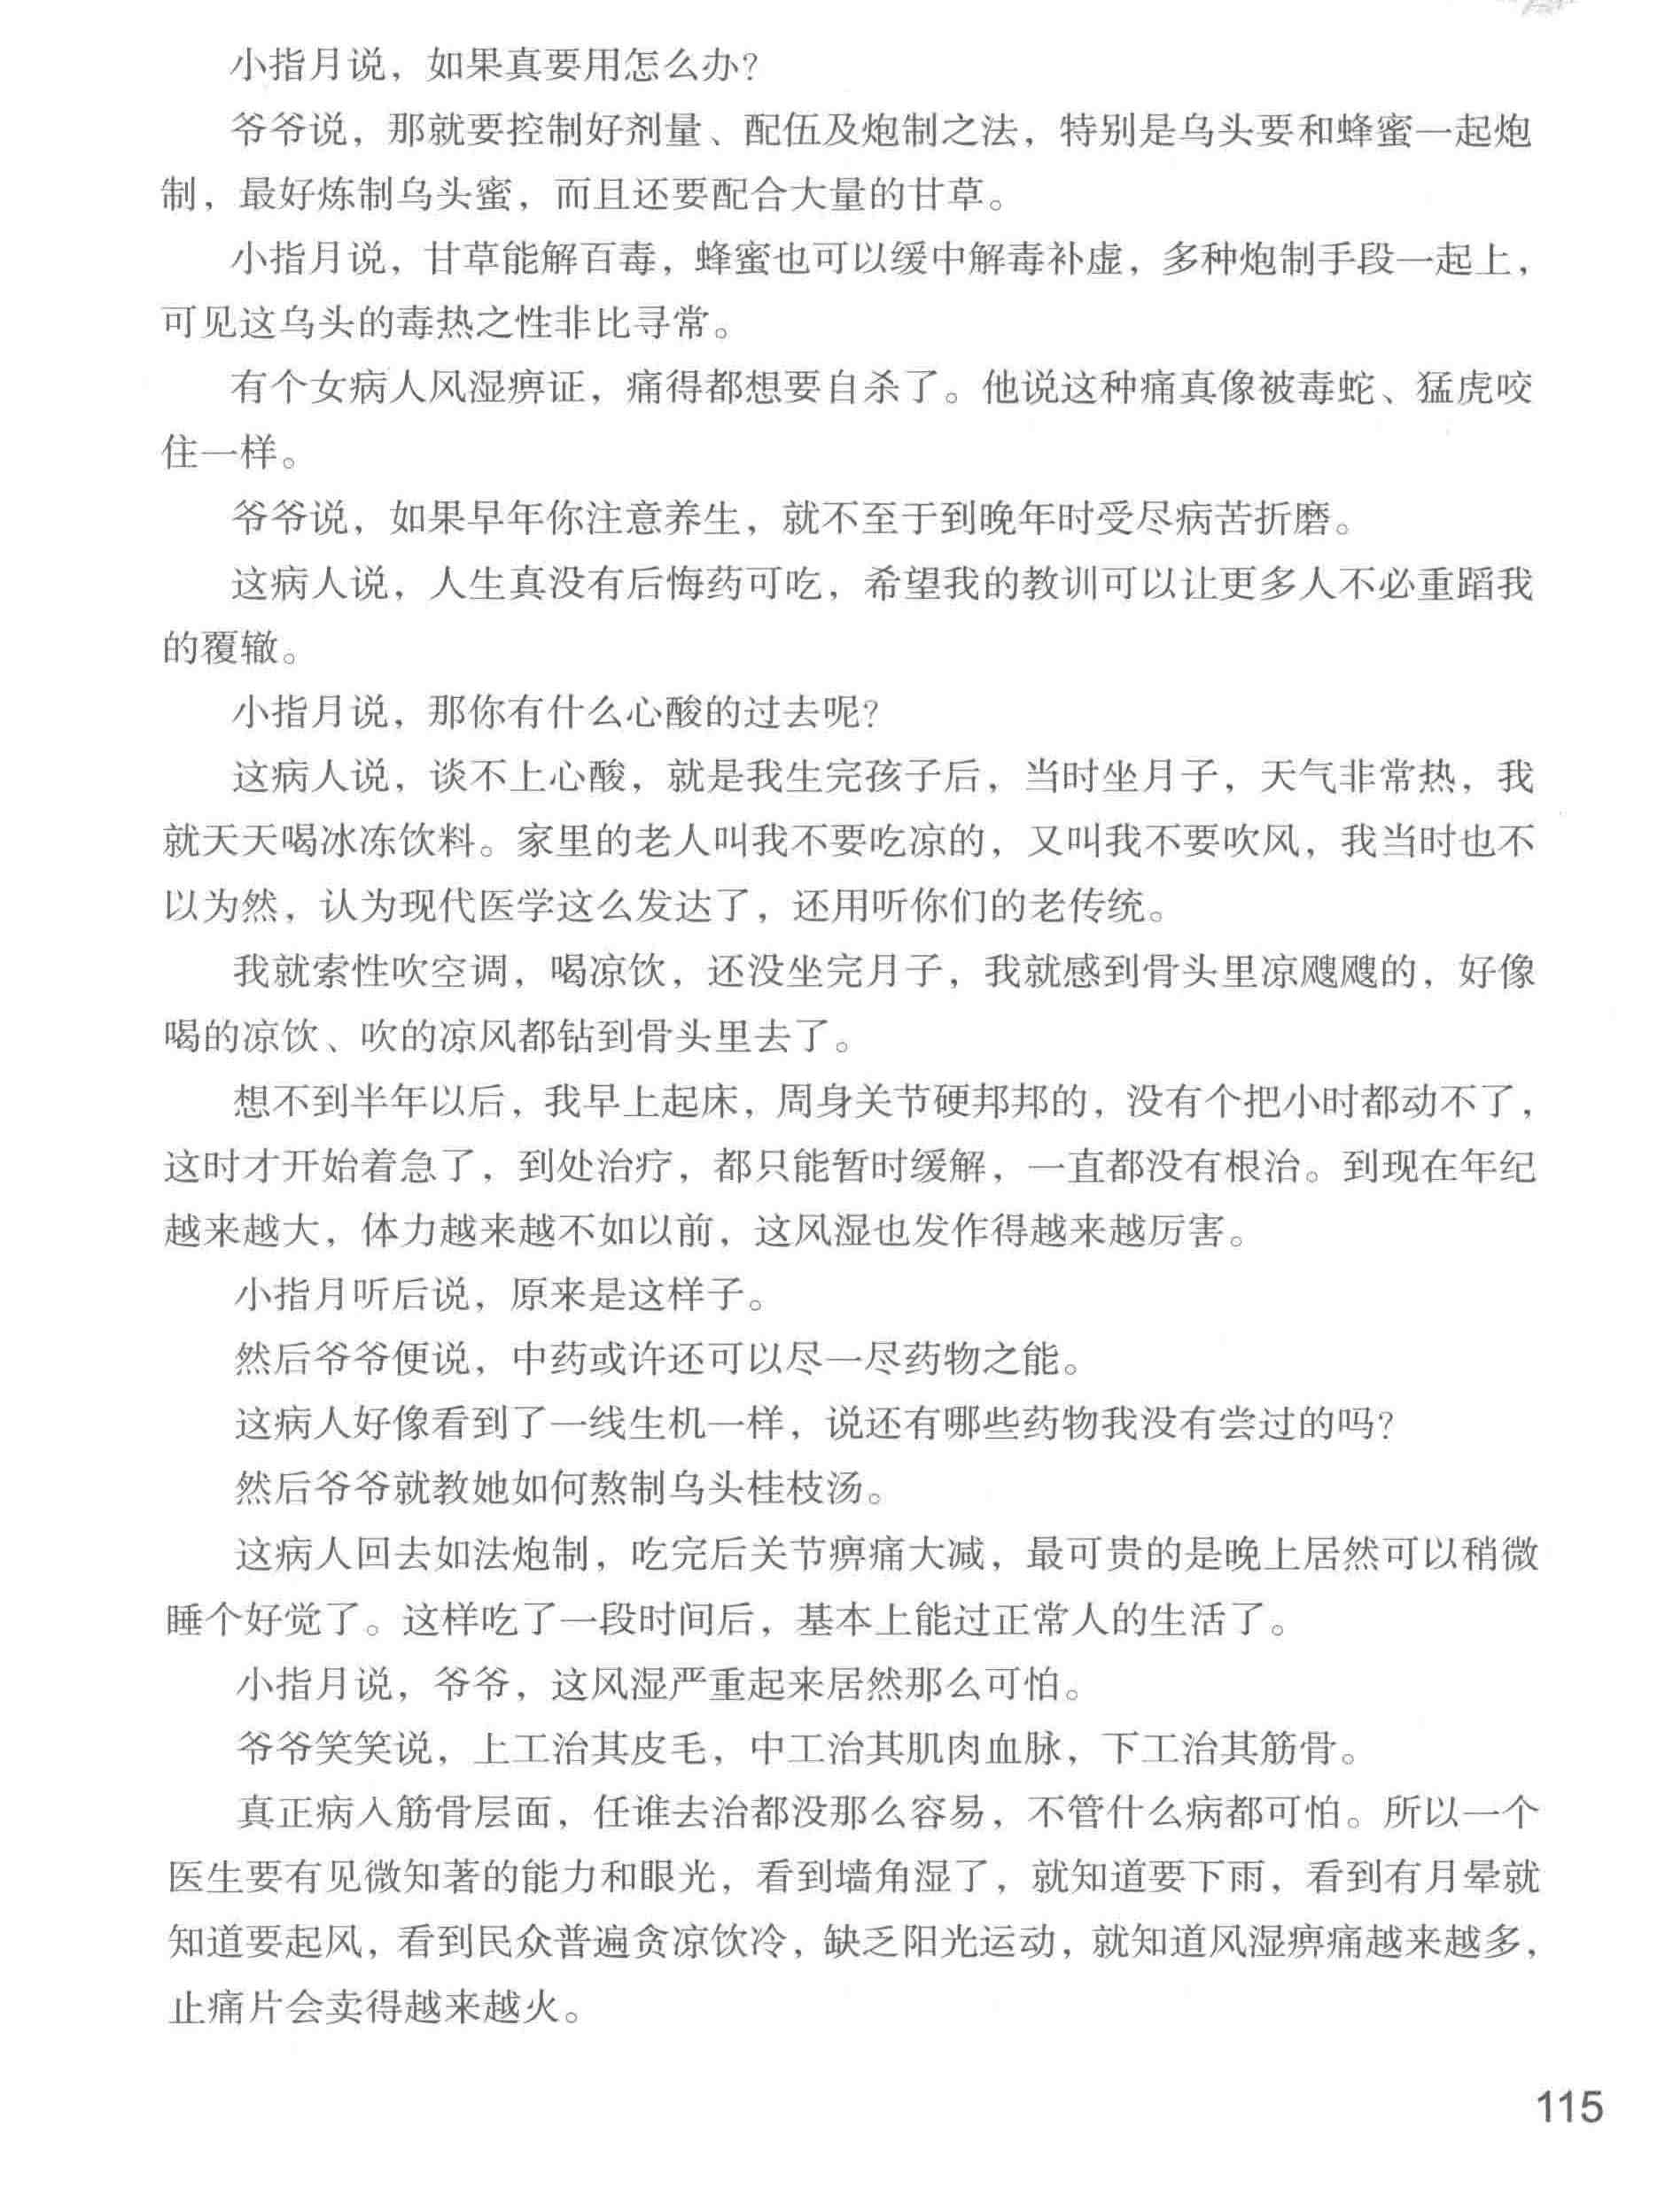 小指月说，如果真要用怎么办？
爷爷说，那就要控制好剂量、配伍及炮制之法，特别是乌头要和蜂蜜一起炮
制，最好炼制乌头蜜，而且还要配合大量的甘草。
小指月说，甘草能解百毒，蜂蜜也可以缓中解毒补虚，多种炮制手段一起上，
可见这乌头的毒热之性非比寻常。
有个女病人风湿痹证，痛得都想要自杀了。他说这种痛真像被毒蛇、猛虎咬
住一样。
爷爷说，如果早年你注意养生，就不至于到晚年时受尽病苦折磨。
这病人说，人生真没有后悔药可吃，希望我的教训可以让更多人不必重蹈我
的覆辙。
小指月说，那你有什么心酸的过去呢？
这病人说，谈不上心酸，就是我生完孩子后，当时坐月子，天气非常热，我
就天天喝冰冻饮料。家里的老人叫我不要吃凉的，又叫我不要吹风，我当时也不
以为然，认为现代医学这么发达了，还用听你们的老传统。
我就索性吹空调，喝凉饮，还没坐完月子，我就感到骨头里凉飕飕的，好像
喝的凉饮、吹的凉风都钻到骨头里去了。
想不到半年以后，我早上起床，周身关节硬邦邦的，没有个把小时都动不了，
这时才开始着急了，到处治疗，都只能暂时缓解，一直都没有根治。到现在年纪
越来越大，体力越来越不如以前，这风湿也发作得越来越厉害。
小指月听后说，原来是这样子。
然后爷爷便说，中药或许还可以尽一尽药物之能。
这病人好像看到了一线生机一样，说还有哪些药物我没有尝过的吗？
然后爷爷就教她如何熬制乌头桂枝汤。
这病人回去如法炮制，吃完后关节痹痛大减，最可贵的是晚上居然可以稍微
睡个好觉了。这样吃了一段时间后，基本上能过正常人的生活了。
小指月说，爷爷，这风湿严重起来居然那么可怕。
爷爷笑笑说，上工治其皮毛，中工治其肌肉血脉，下工治其筋骨。
真正病入筋骨层面，任谁去治都没那么容易，不管什么病都可怕。所以一个
医生要有见微知著的能力和眼光，看到墙角湿了，就知道要下雨，看到有月晕就
知道要起风，看到民众普遍贪凉饮冷，缺乏阳光运动，就知道风湿痹痛越来越多，
止痛片会卖得越来越火。
115